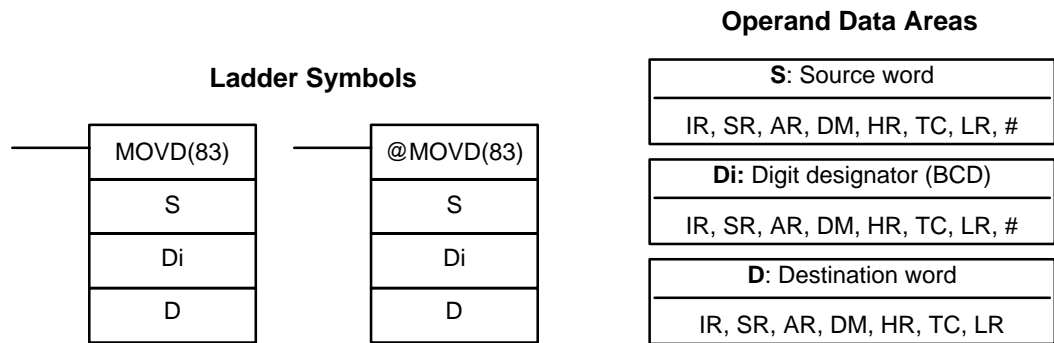 Ladder Symbols
MOVD(83)
S
Di
D
@MOVD(83)
S
Di
D
Operand Data Areas
S: Source word
IR, SR, AR, DM, HR, TC, LR, #
Di: Digit designator (BCD)
IR, SR, AR, DM, HR, TC, LR, #
D: Destination word
IR, SR, AR, DM, HR, TC, LR